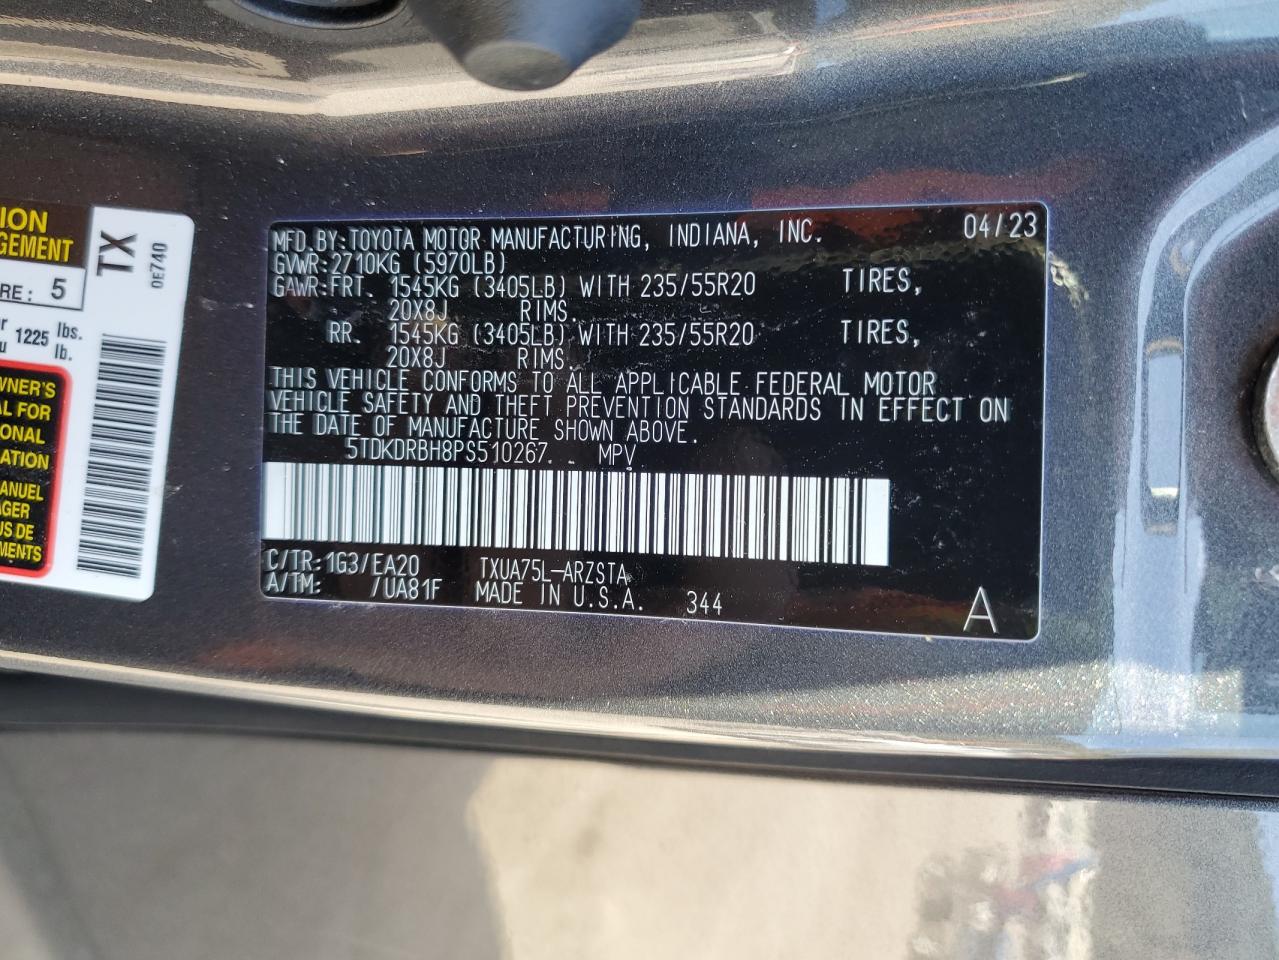 MFD.BY:TOYOTA MOTOR MANUFACTURING, INDIANA, INC. 04/23
GVWR:2710KG (5970LB)
GAWR:FRT. 1545KG (3405LB) WITH 235/55R20 TIRES,
20X8J RIMS.
RR. 1545KG (3405LB) WITH 235/55R20 TIRES,
20X8J RIMS.
THIS VEHICLE CONFORMS TO ALL APPLICABLE FEDERAL MOTOR
VEHICLE SAFETY AND THEFT PREVENTION STANDARDS IN EFFECT ON
THE DATE OF MANUFACTURE SHOWN ABOVE.
5TDKDRBH8PS510267 MPV
C/TR:1G3/EA20 TXUA75L-ARZSTA
A/TM: /UA81F MADE IN U.S.A. 344
A
TX
0E740
5
1225 lbs.
lb.